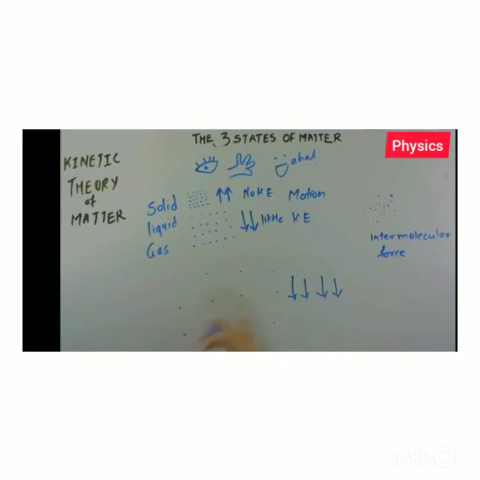 THE 3 STATES OF MATTER
Physics
KINETIC
THEORY
of
MATTER
Solid
NO KE Motion
liquid
little KE
Gas
Intermolecular
force